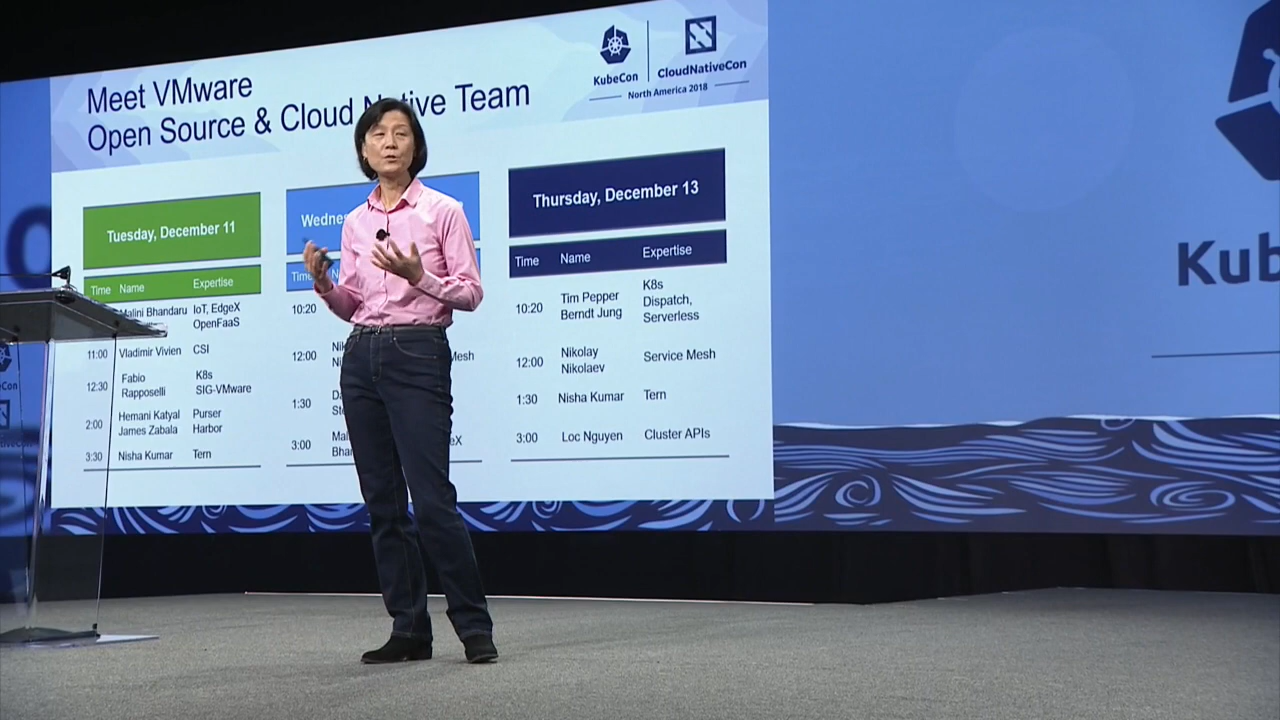 Meet VMware
Open Source & Cloud Native Team
KubeCon
CloudNativeCon
North America 2018
Tuesday, December 11
Time Name Expertise
Malini Bhandaru IoT, EdgeX
OpenFaaS
11:00 Vladimir Vivien CSI
12:30 Fabio Rapposelli K8s SIG-VMware
2:00 Hemani Katyal Purser
James Zabala Harbor
3:30 Nisha Kumar Tern
Wednes
Time
10:20
12:00
Mesh
1:30
3:00
Thursday, December 13
Time Name Expertise
10:20 Tim Pepper Berndt Jung K8s Dispatch, Serverless
12:00 Nikolay Nikolaev Service Mesh
1:30 Nisha Kumar Tern
3:00 Loc Nguyen Cluster APIs
Kub